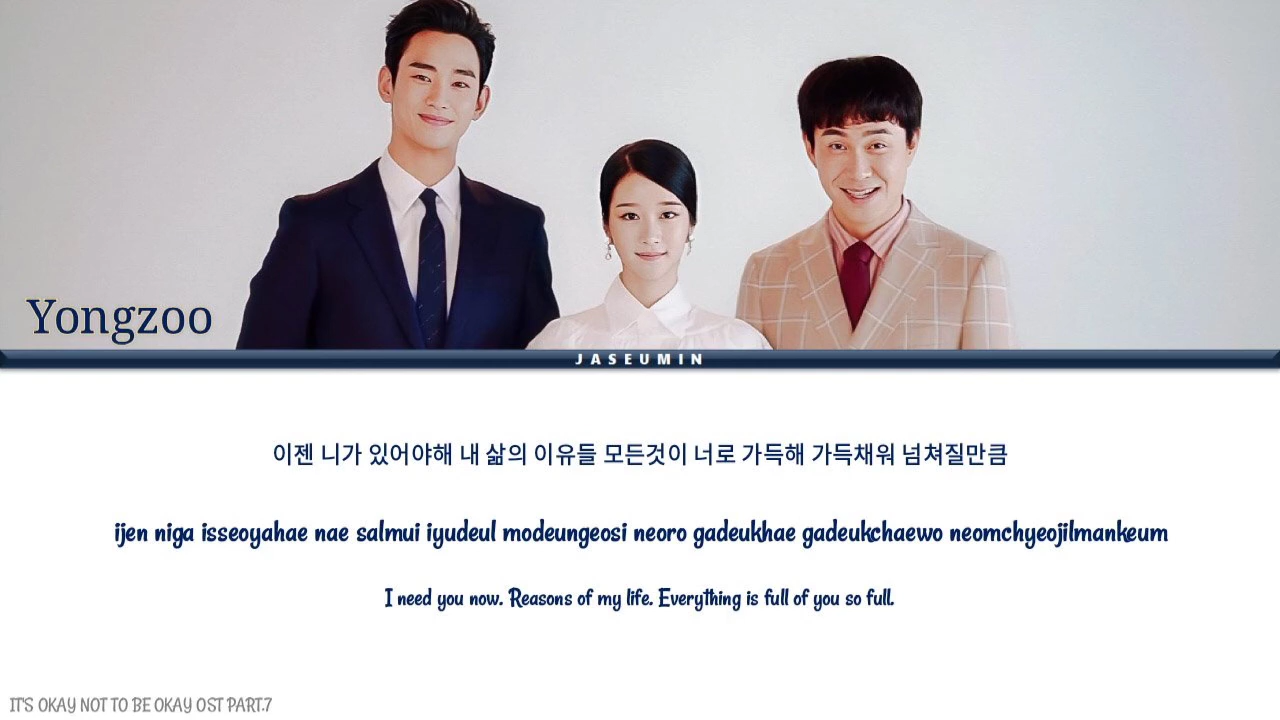 Yongzoo
JASEUMIN
이젠 니가 있어야해 내 삶의 이유들 모든것이 너로 가득해 가득채워 넘쳐질만큼
ijen niga isseoyahae nae salmui iyudeul modeungeosi neoro gadeukhae gadeukchaewo neomchyeojilmankeum
I need you now. Reasons of my life. Everything is full of you so full.
IT'S OKAY NOT TO BE OKAY OST PART.7